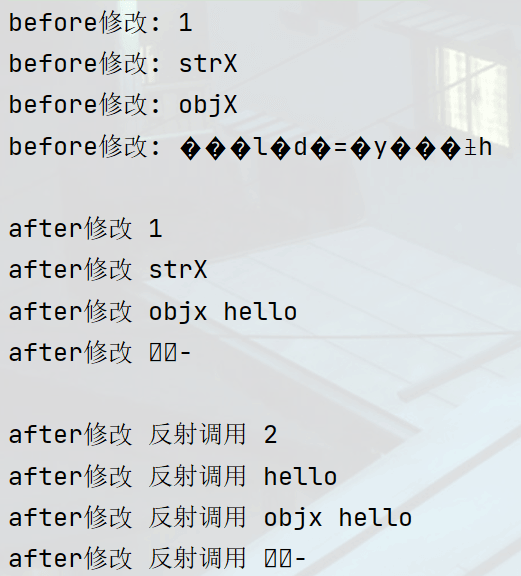 before修改: 1
before修改: strX
before修改: objX
before修改: ���l�d�=�y���h
after修改 1
after修改 strX
after修改 objx hello
after修改 -
after修改 反射调用 2
after修改 反射调用 hello
after修改 反射调用 objx hello
after修改 反射调用 -